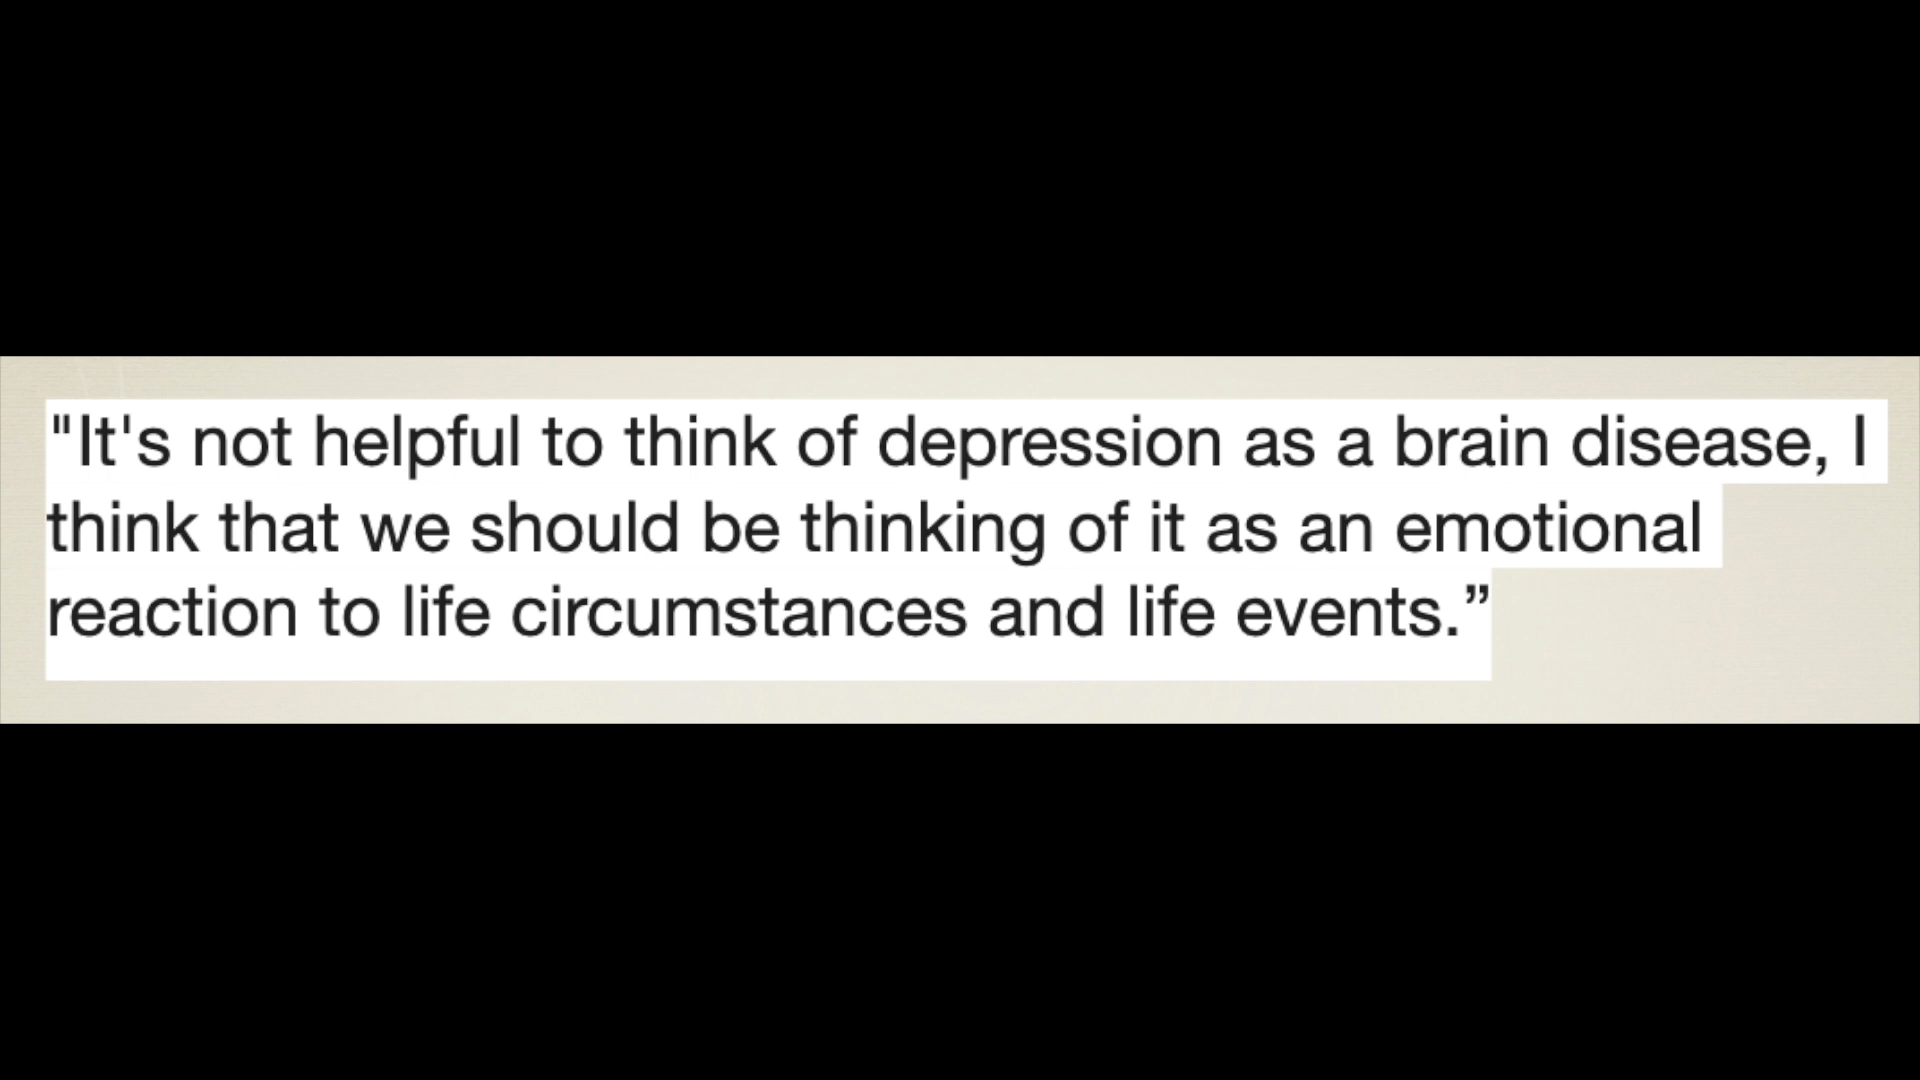 "It's not helpful to think of depression as a brain disease, I
think that we should be thinking of it as an emotional
reaction to life circumstances and life events.”